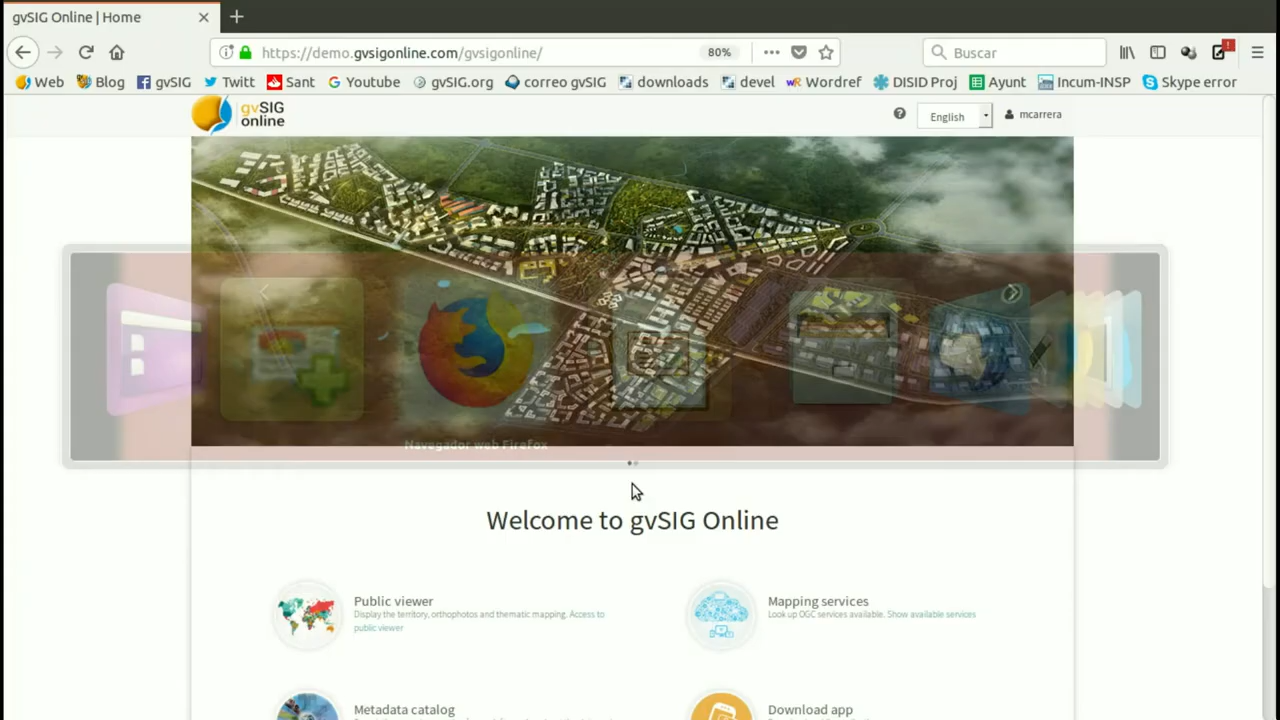 gvSIG Online | Home
https://demo.gvsigonline.com/gvsigonline/
80%
Buscar
Web
Blog
gvSIG
Twitt
Sant
Youtube
gvSIG.org
correo gvSIG
downloads
devel
Wordref
DISID Proj
Ayunt
Incum-INSP
Skype error
gvSIG
online
English
mcarrera
Navegador web Firefox
Welcome to gvSIG Online
Public viewer
Display the territory, orthophotos and thematic mapping. Access to
public viewer
Mapping services
Look up OGC services available. Show available services
Metadata catalog
Download app